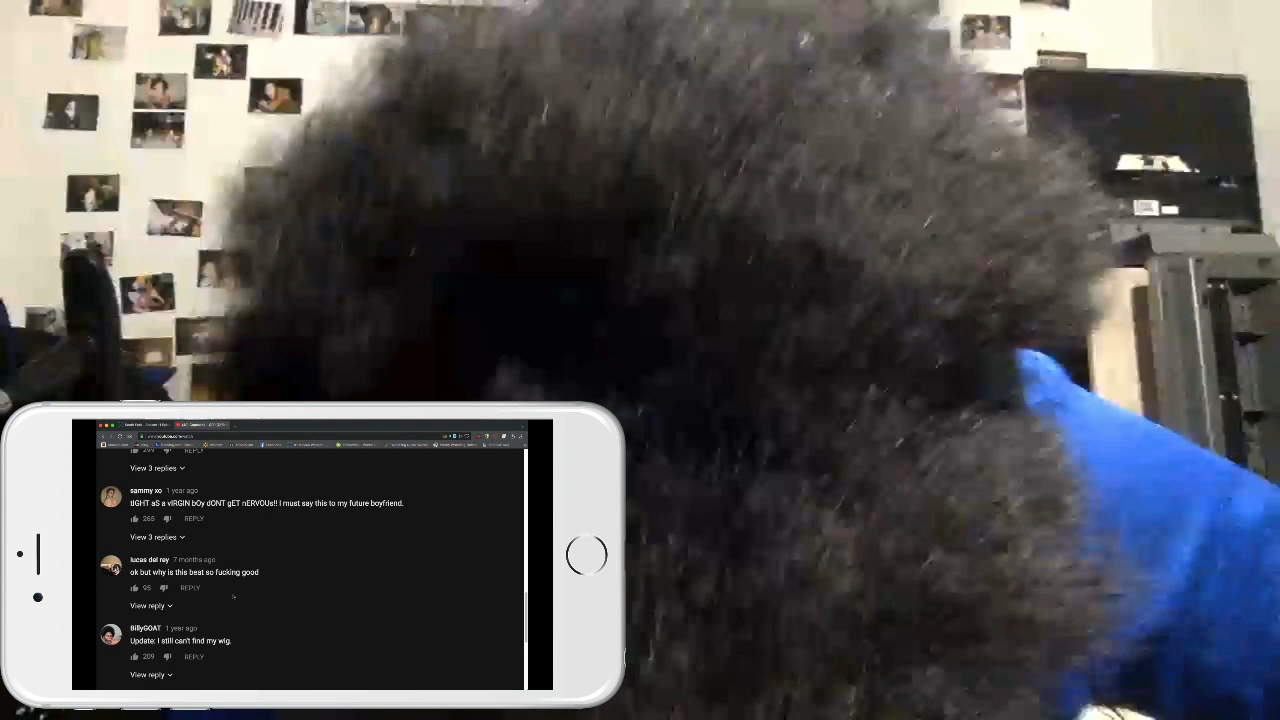 REPLY
View 3 replies
sammy xo 1 year ago
tIGHT aS a vIRGIN bOy dONT gET nERVOUs!! I must say this to my future boyfriend.
265 REPLY
View 3 replies
lucas del rey 7 months ago
ok but why is this beat so fucking good
95 REPLY
View reply
BillyGOAT 1 year ago
Update: I still can't find my wig.
209 REPLY
View reply